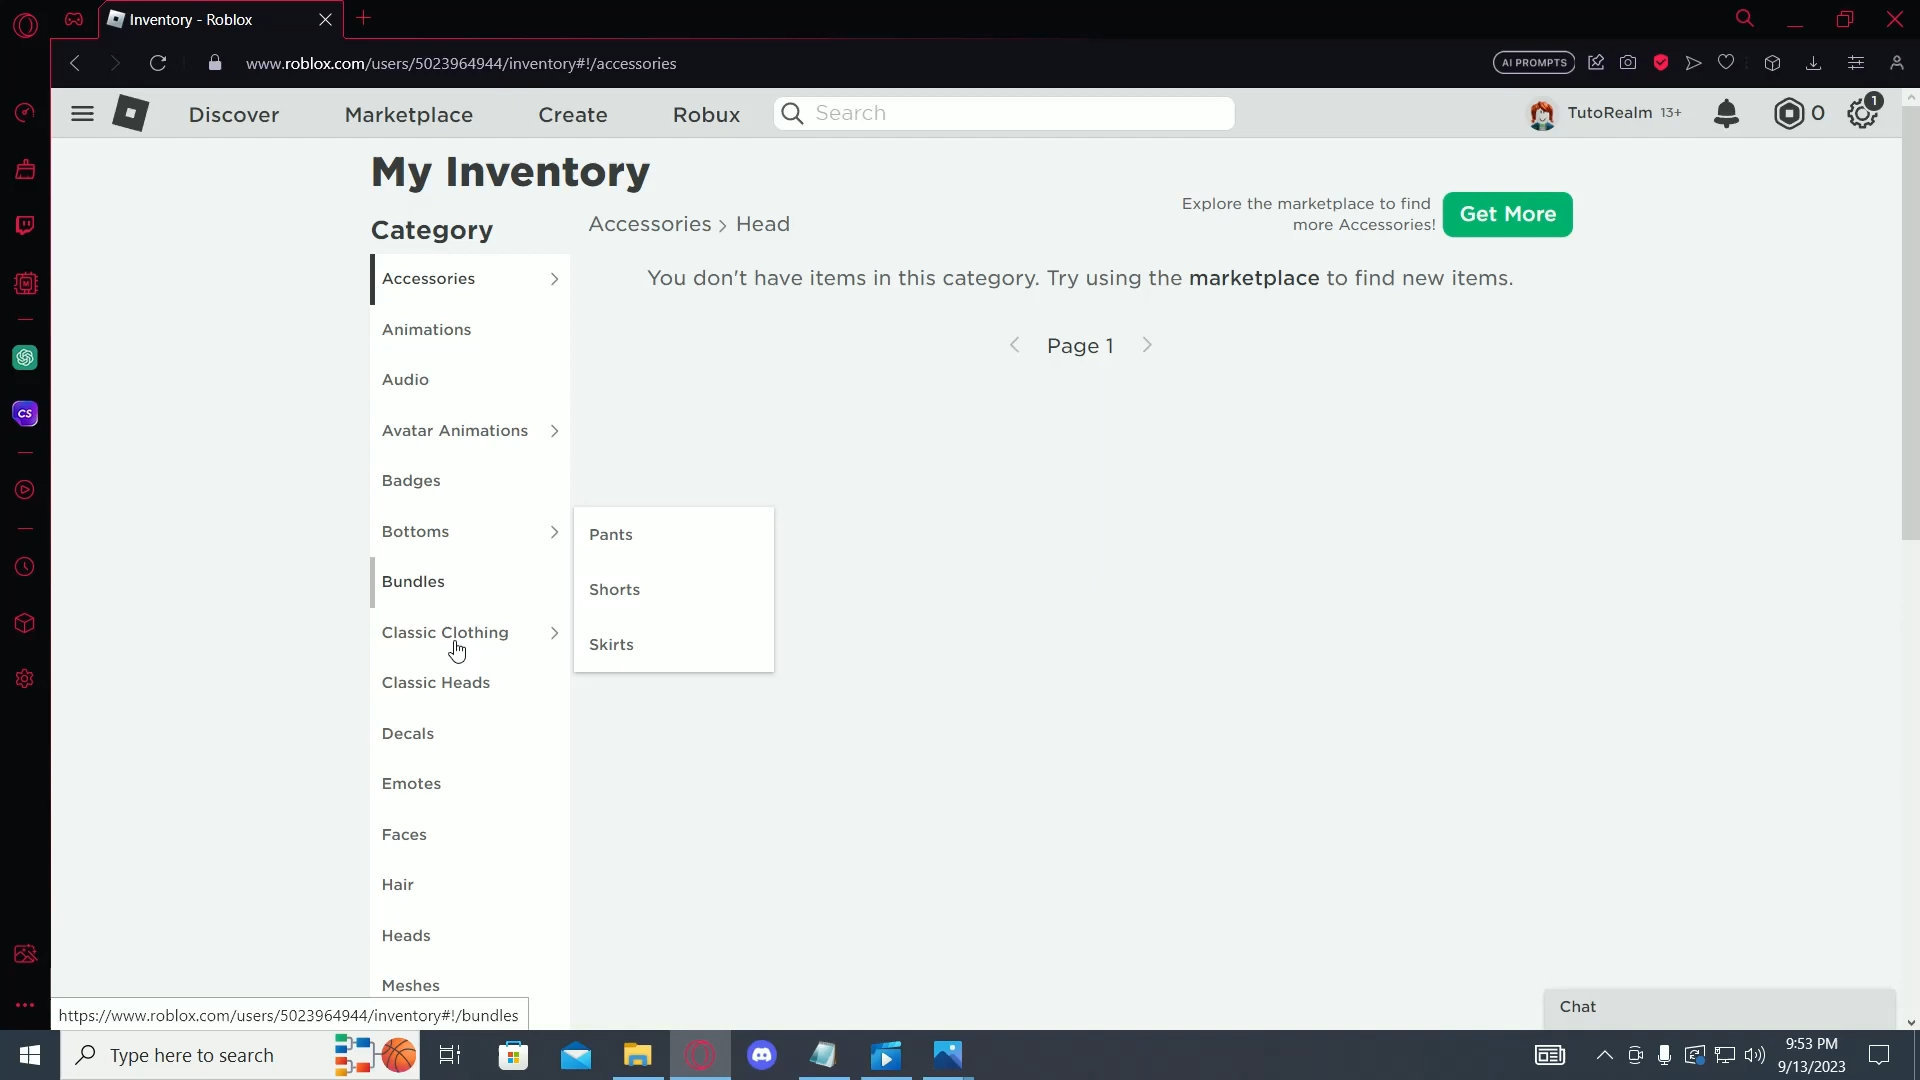 Inventory - Roblox
www.roblox.com/users/5023964944/inventory#!/accessories
AI PROMPTS
Discover
Marketplace
Create
Robux
Search
TutoRealm 13+
0
1
My Inventory
Explore the marketplace to find
more Accessories!
Get More
Category
Accessories > Head
You don't have items in this category. Try using the marketplace to find new items.
Page 1
Accessories
Animations
Audio
Avatar Animations
Badges
Bottoms
Bundles
Classic Clothing
Classic Heads
Decals
Emotes
Faces
Hair
Heads
Meshes
Pants
Shorts
Skirts
CS
Chat
https://www.roblox.com/users/5023964944/inventory#!/bundles
Type here to search
9:53 PM
9/13/2023